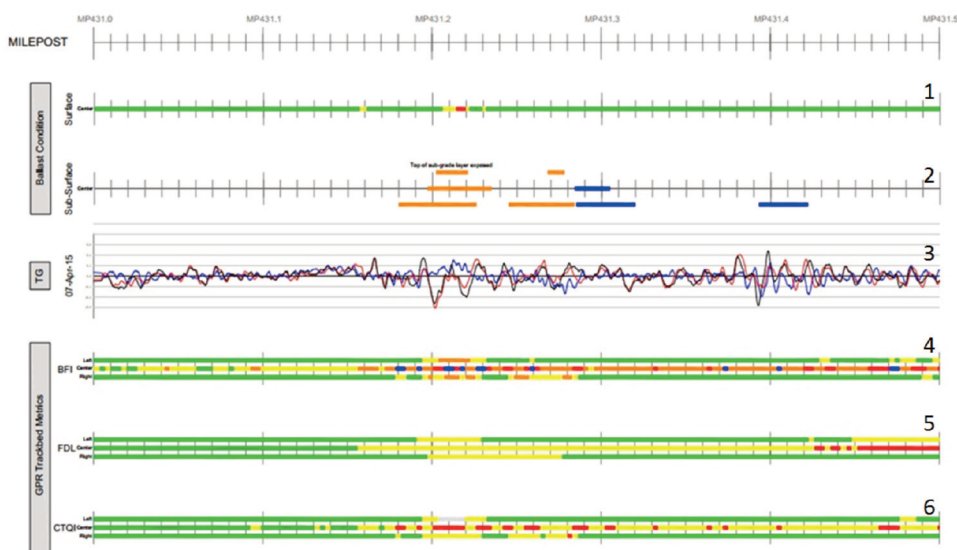 MP431.0 MP431.1 MP431.2 MP431.3 MP431.4 MP431.5
MILEPOST
Ballast Condition
Surface
Center
1
Top of sub-grade layer exposed
Sub-Surface
Center
2
TG
07-Apr-15
3
GPR Trackbed Metrics
BFI
Left
Center
Right
4
FDL
Left
Center
Right
5
CTQI
Left
Center
Right
6